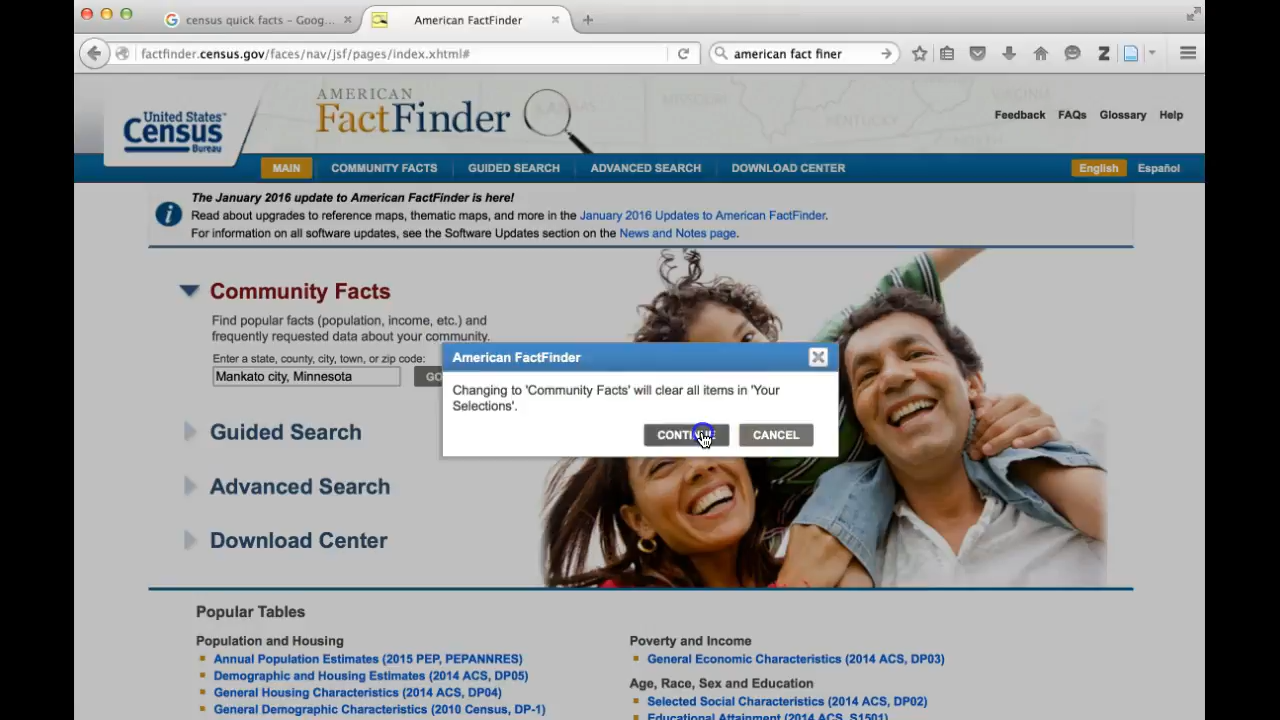 census quick facts - Goog...
American FactFinder
factfinder.census.gov/faces/nav/jsf/pages/index.xhtml#
american fact finer
Z
United States®
Census
Bureau
AMERICAN
FactFinder
Feedback FAQs Glossary Help
MAIN COMMUNITY FACTS GUIDED SEARCH ADVANCED SEARCH DOWNLOAD CENTER English Español
The January 2016 update to American FactFinder is here!
Read about upgrades to reference maps, thematic maps, and more in the January 2016 Updates to American FactFinder.
For information on all software updates, see the Software Updates section on the News and Notes page.
Community Facts
Find popular facts (population, income, etc.) and
frequently requested data about your community.
Enter a state, county, city, town, or zip code:
Mankato city, Minnesota GO
American FactFinder
Changing to 'Community Facts' will clear all items in 'Your
Selections'.
CONTINUE CANCEL
Guided Search
Advanced Search
Download Center
Popular Tables
Population and Housing
Annual Population Estimates (2015 PEP, PEPANNRES)
Demographic and Housing Estimates (2014 ACS, DP05)
General Housing Characteristics (2014 ACS, DP04)
General Demographic Characteristics (2010 Census, DP-1)
Poverty and Income
General Economic Characteristics (2014 ACS, DP03)
Age, Race, Sex and Education
Selected Social Characteristics (2014 ACS, DP02)
Educational Attainment (2014 ACS, S1501)